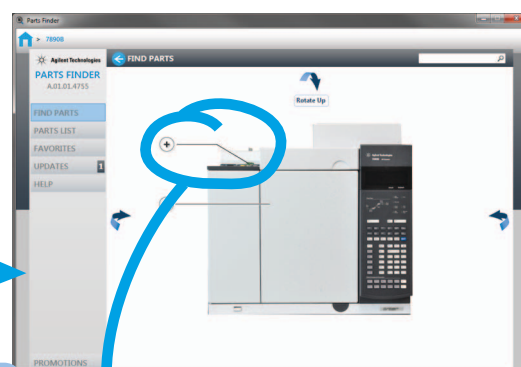 Parts Finder
> 7890B
Agilent Technologies
FIND PARTS
PARTS FINDER
A.01.01.4755
Rotate Up
FIND PARTS
PARTS LIST
FAVORITES
UPDATES 1
HELP
PROMOTIONS